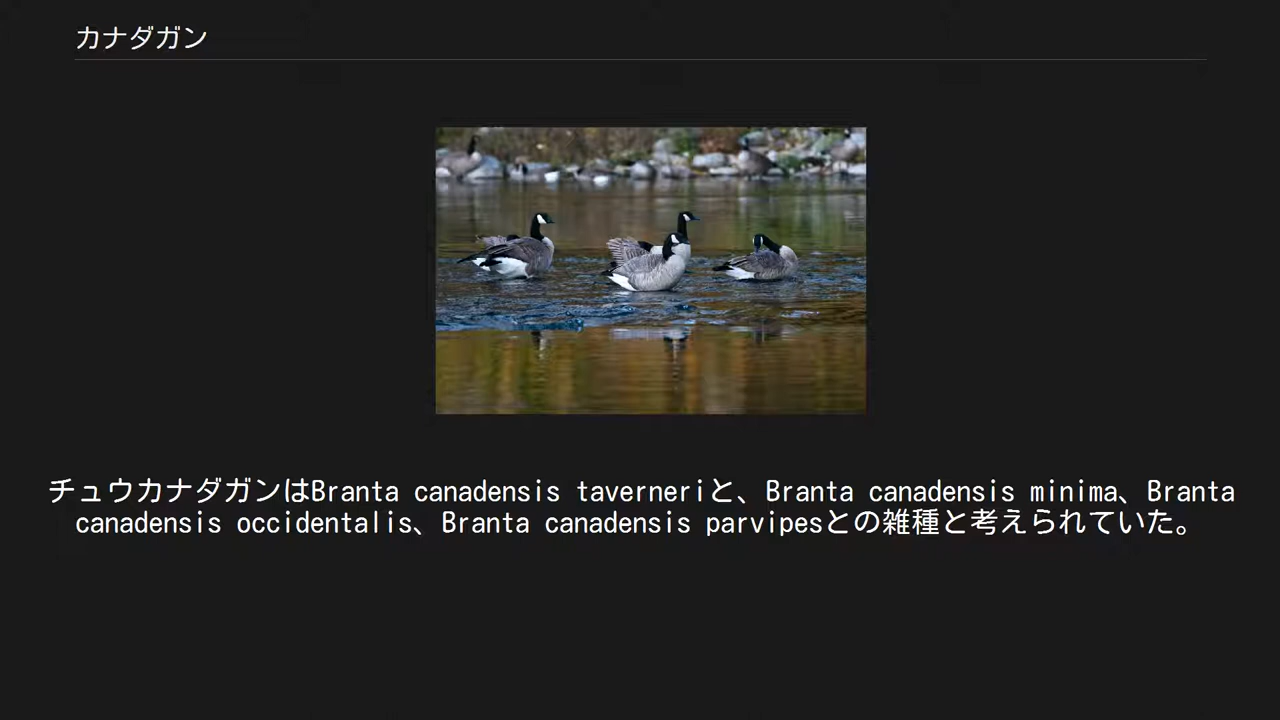 カナダガン
チュウカナダガンはBranta canadensis taverneriと、Branta canadensis minima、Branta
canadensis occidentalis、Branta canadensis parvipesとの雑種と考えられていた。